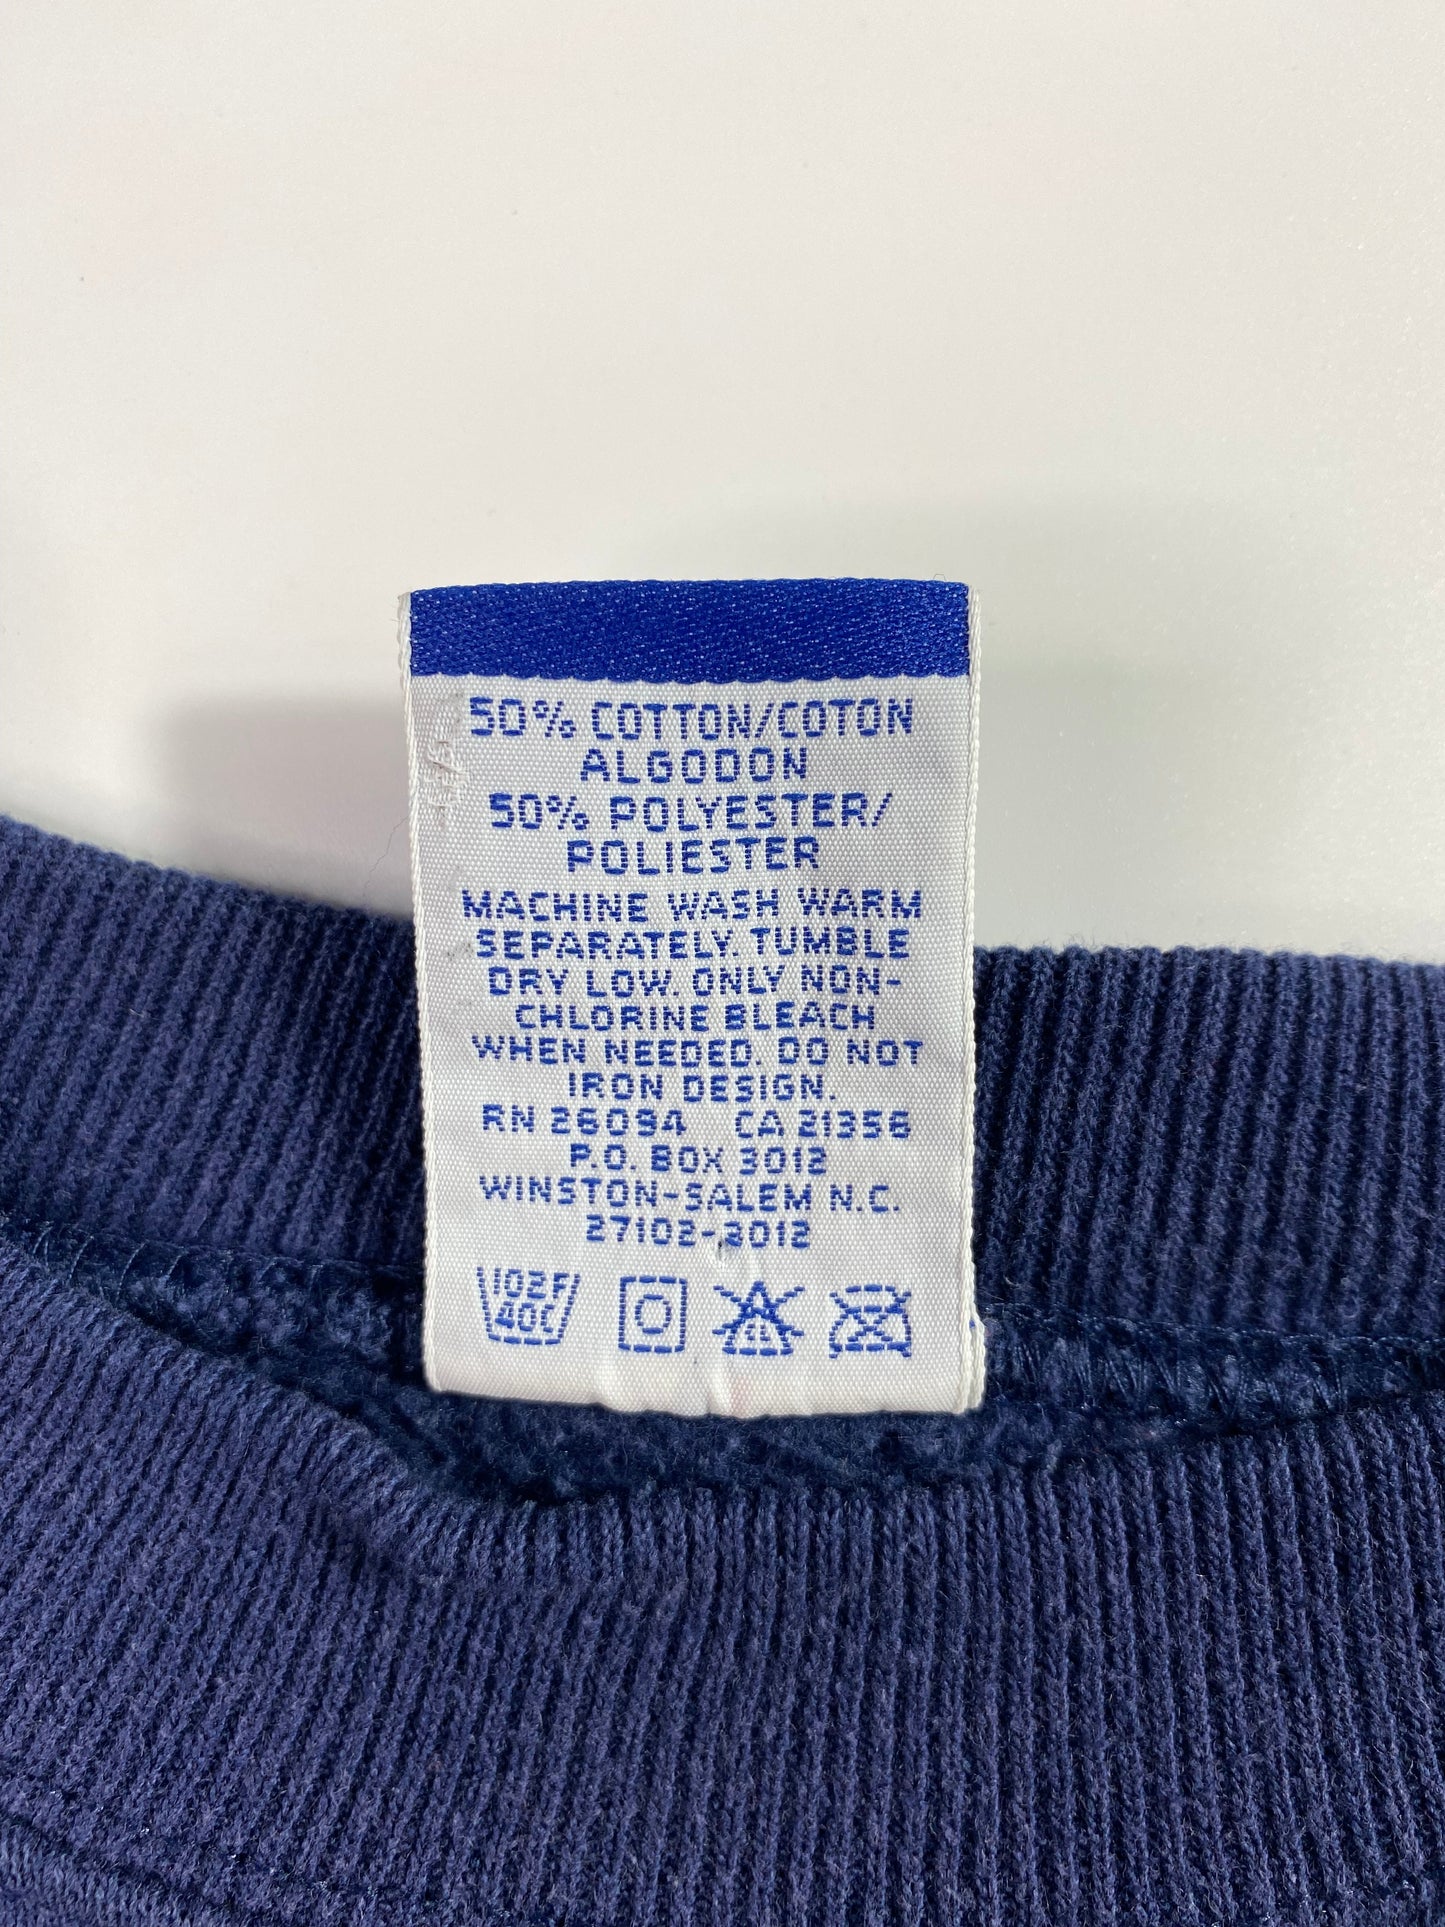 50% COTTON/COTON
ALGODON
50% POLYESTER/
POLIESTER
MACHINE WASH WARM
SEPARATELY. TUMBLE
DRY LOW. ONLY NON-
CHLORINE BLEACH
WHEN NEEDED. DO NOT
IRON DESIGN.
RN 26094 CA 21356
P.O. BOX 3012
WINSTON-SALEM N.C.
27102-3012
102F
40C